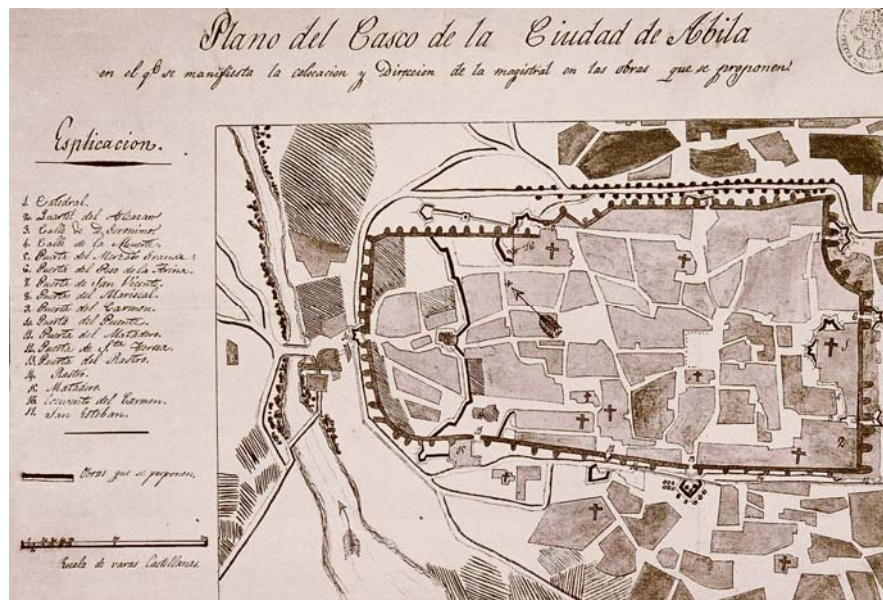 Plano del Casco de la Ciudad de Abila
en el q.e se manifiesta la colocacion y Direccion de la magistral en las obras que se proponen.
Esplicacion.
1. Catedral.
2. Quartel del Alcazar
3. Calle de D. Geronimo.
4. Calle de la Muerte.
5. Puerta del Mercado Grande.
6. Puerta del Peso de la Arina.
7. Puerta de San Vicente.
8. Puerta del Mariscal.
9. Puerta del Carmen.
10. Puerta del Puente.
11. Puerta del Matadero.
12. Puerta de S.ta Teresa.
13. Puerta del Rastro.
14. Rastro.
15. Matadero.
16. Convento del Carmen.
17. San Esteban.
Obras que se proponen.
Escala de varas Castellanas.